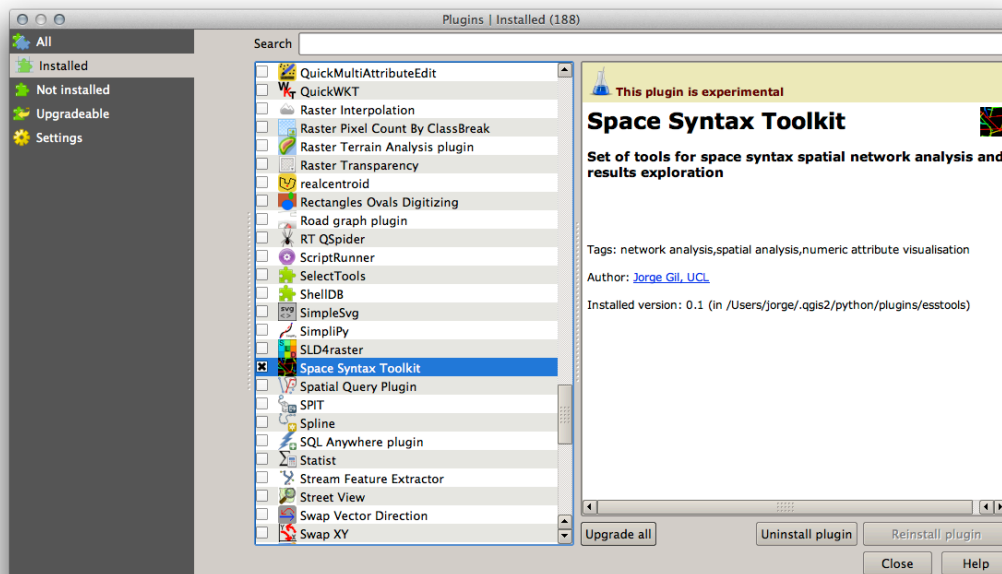 Plugins | Installed (188)
All
Installed
Not installed
Upgradeable
Settings
Search
QuickMultiAttributeEdit
QuickWKT
Raster Interpolation
Raster Pixel Count By ClassBreak
Raster Terrain Analysis plugin
Raster Transparency
realcentroid
Rectangles Ovals Digitizing
Road graph plugin
RT QSpider
ScriptRunner
SelectTools
ShellDB
SimpleSvg
SimpliPy
SLD4raster
Space Syntax Toolkit
Spatial Query Plugin
SPIT
Spline
SQL Anywhere plugin
Statist
Stream Feature Extractor
Street View
Swap Vector Direction
Swap XY
This plugin is experimental
Space Syntax Toolkit
Set of tools for space syntax spatial network analysis and
results exploration
Tags: network analysis,spatial analysis,numeric attribute visualisation
Author: Jorge Gil, UCL
Installed version: 0.1 (in /Users/jorge/.qgis2/python/plugins/esstools)
Upgrade all
Uninstall plugin
Reinstall plugin
Close
Help